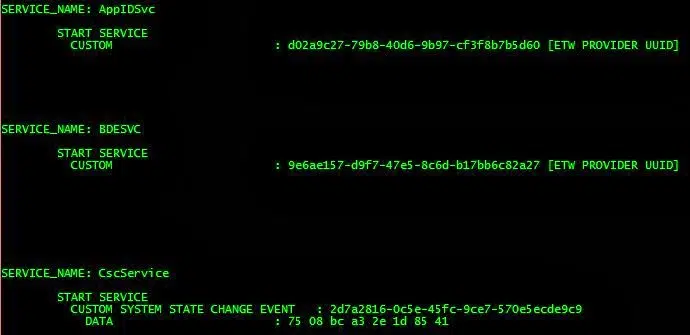 SERVICE_NAME: AppIDSvc
START SERVICE
CUSTOM : d02a9c27-79b8-40d6-9b97-cf3f8b7b5d60 [ETW PROVIDER UUID]
SERVICE_NAME: BDESVC
START SERVICE
CUSTOM : 9e6ae157-d9f7-47e5-8c6d-b17bb6c82a27 [ETW PROVIDER UUID]
SERVICE_NAME: CscService
START SERVICE
CUSTOM SYSTEM STATE CHANGE EVENT : 2d7a2816-0c5e-45fc-9ce7-570e5ecde9c9
DATA : 75 08 bc a3 2e 1d 85 41